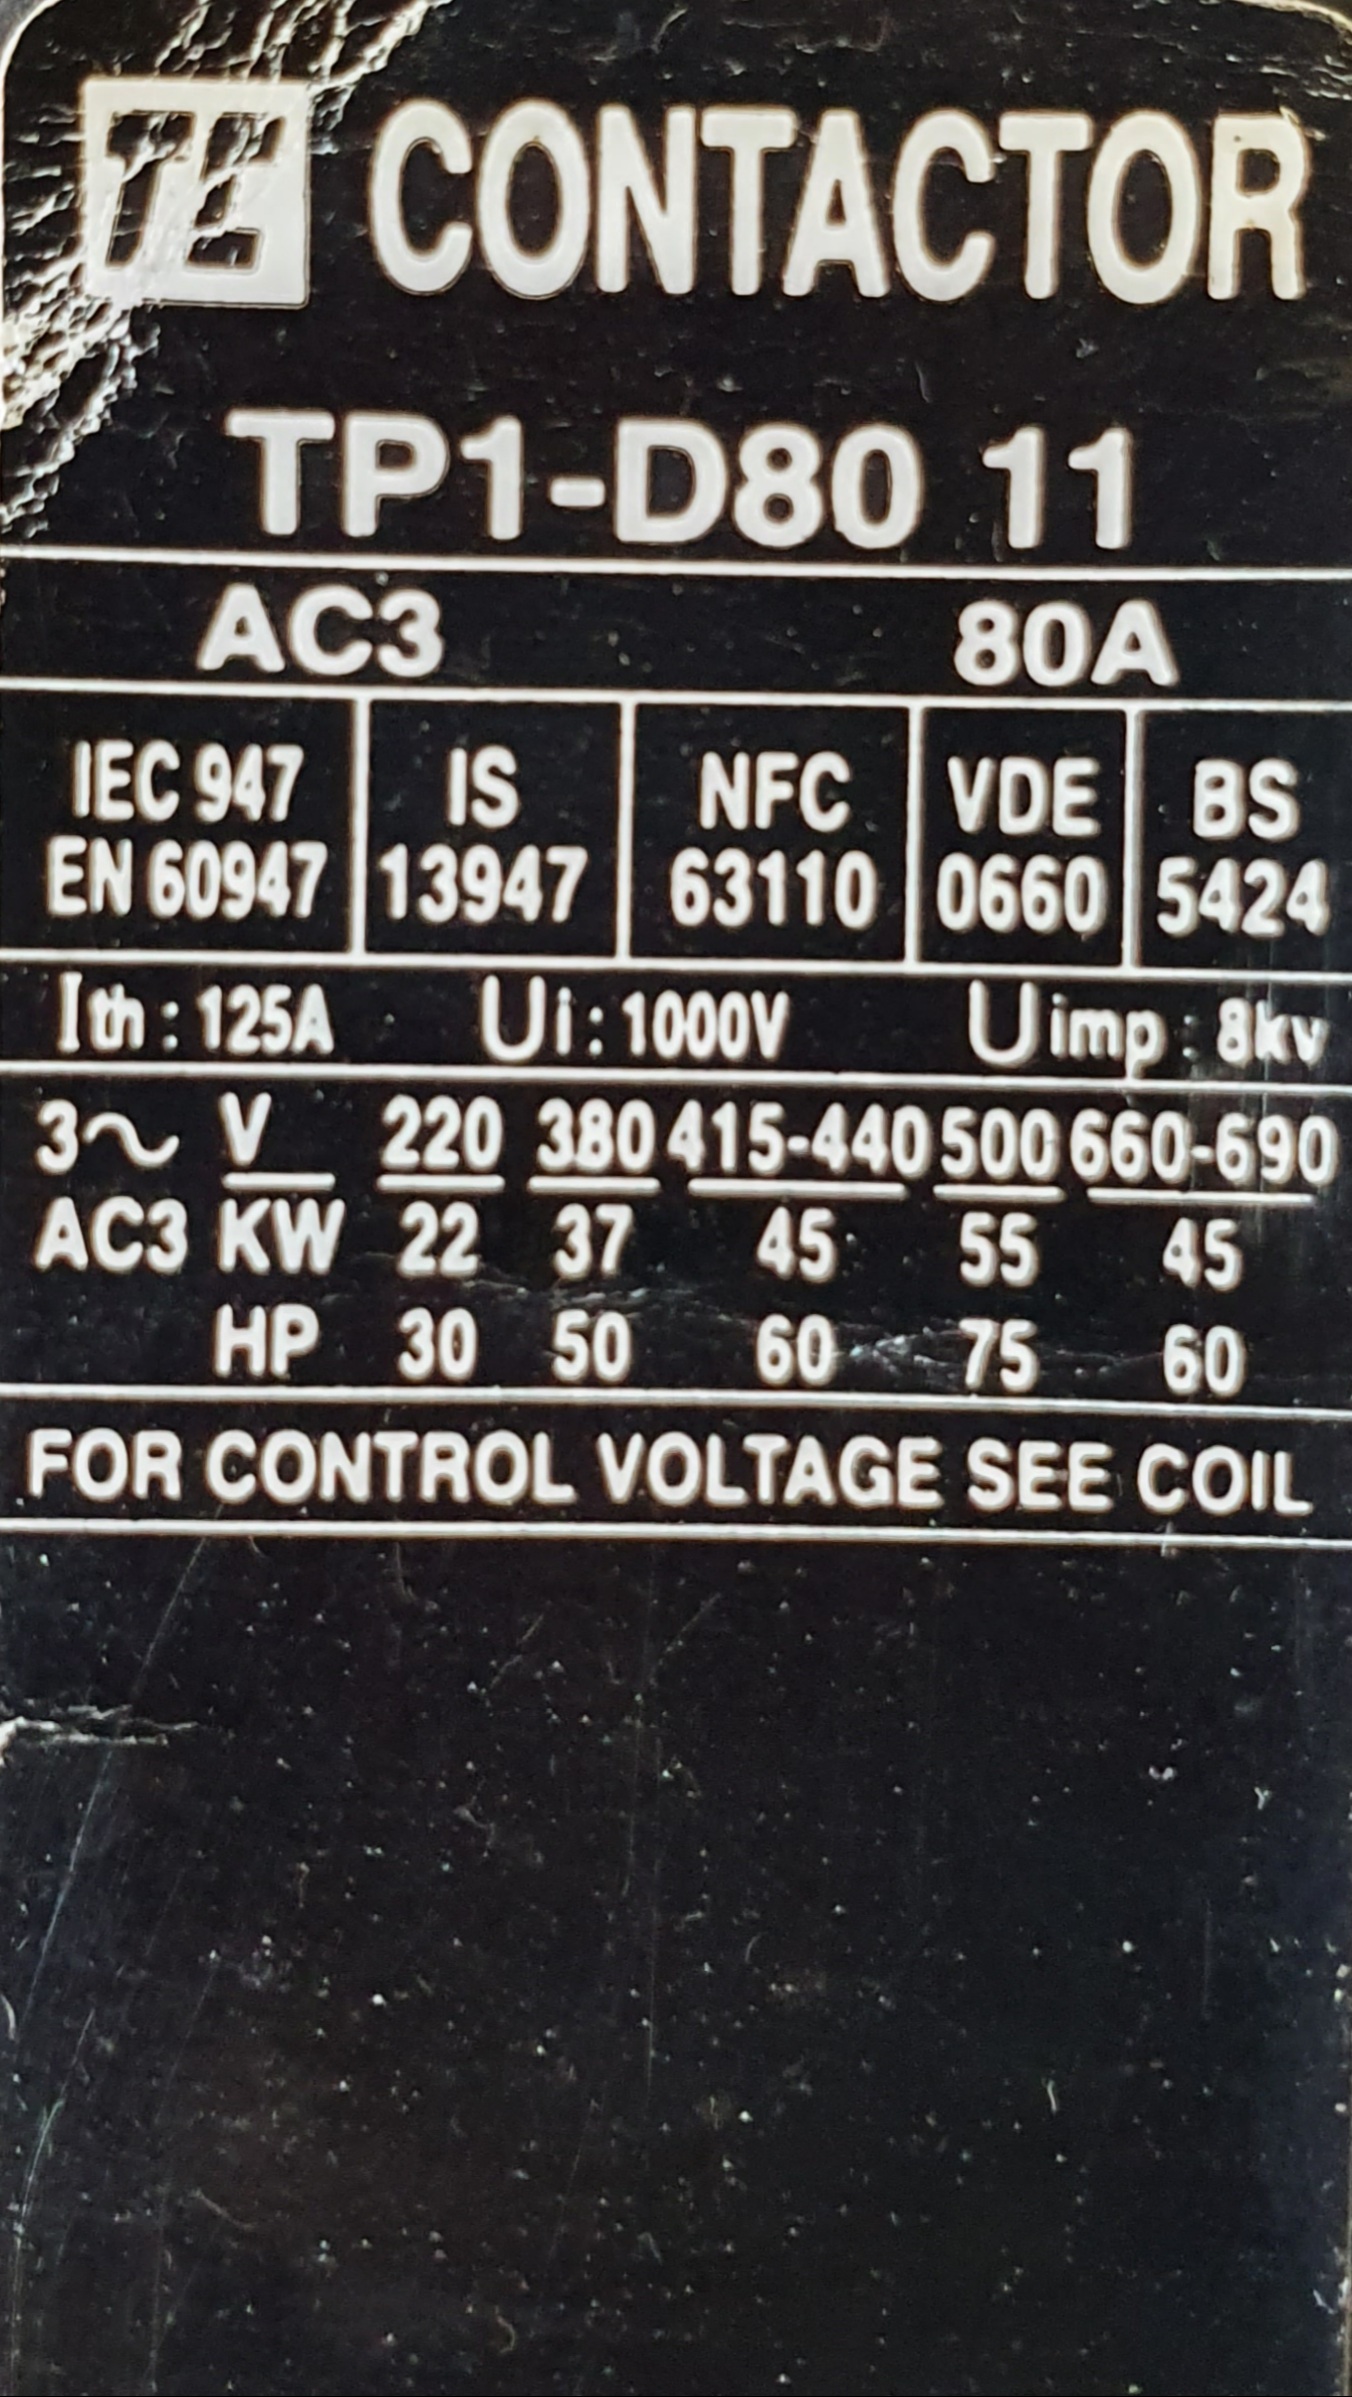 TE CONTACTOR
TP1-D80 11
AC3 80A
IEC 947 IS NFC VDE BS
EN 60947 13947 63110 0660 5424
Ith : 125A Ui : 1000V Uimp : 8kv
3~ V 220 380 415-440 500 660-690
AC3 KW 22 37 45 55 45
HP 30 50 60 75 60
FOR CONTROL VOLTAGE SEE COIL